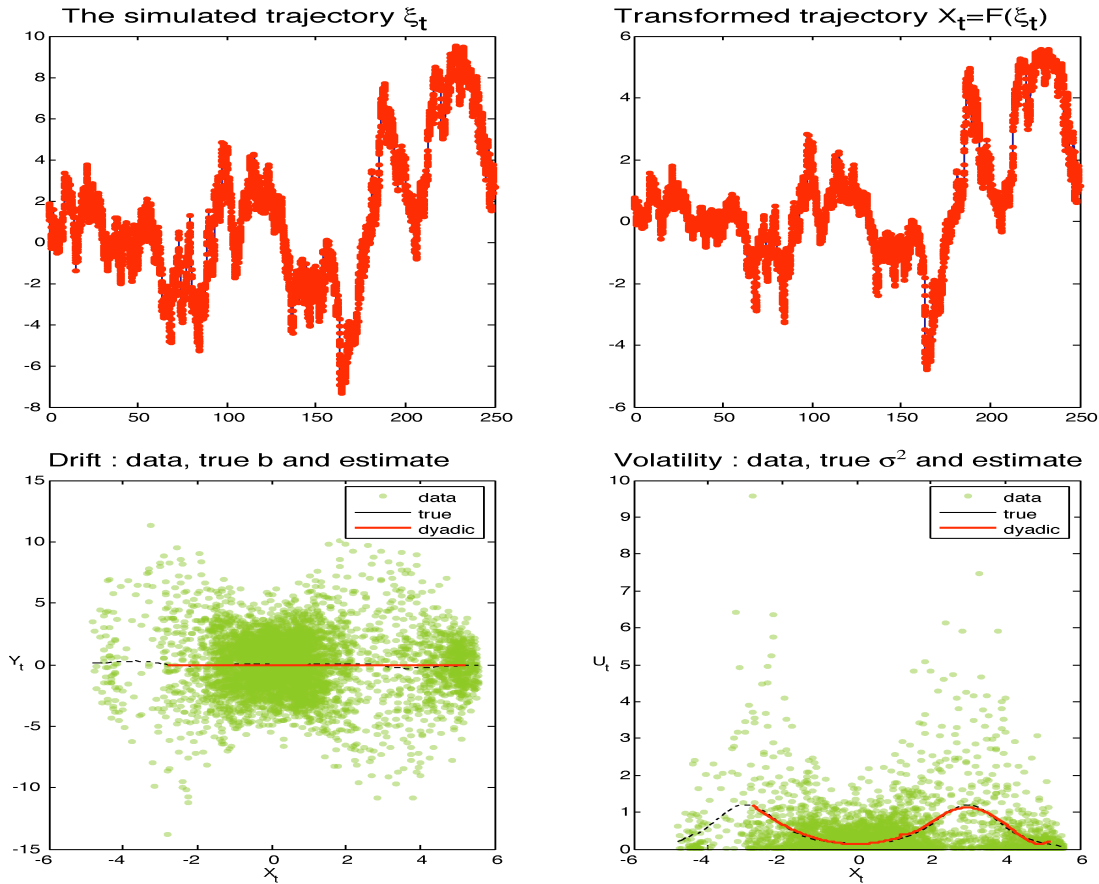 The simulated trajectory ξt
10
8
6
4
2
0
-2
-4
-6
-8
0 50 100 150 200 250
Transformed trajectory Xt=F(ξt)
6
4
2
0
-2
-4
-6
0 50 100 150 200 250
Drift : data, true b and estimate
15
10
5
0
-5
-10
-15
Yt
data
true
dyadic
-6 -4 -2 0 2 4 6
Xt
Volatility : data, true σ² and estimate
10
9
8
7
6
5
4
3
2
1
0
Ut
data
true
dyadic
-6 -4 -2 0 2 4 6
Xt